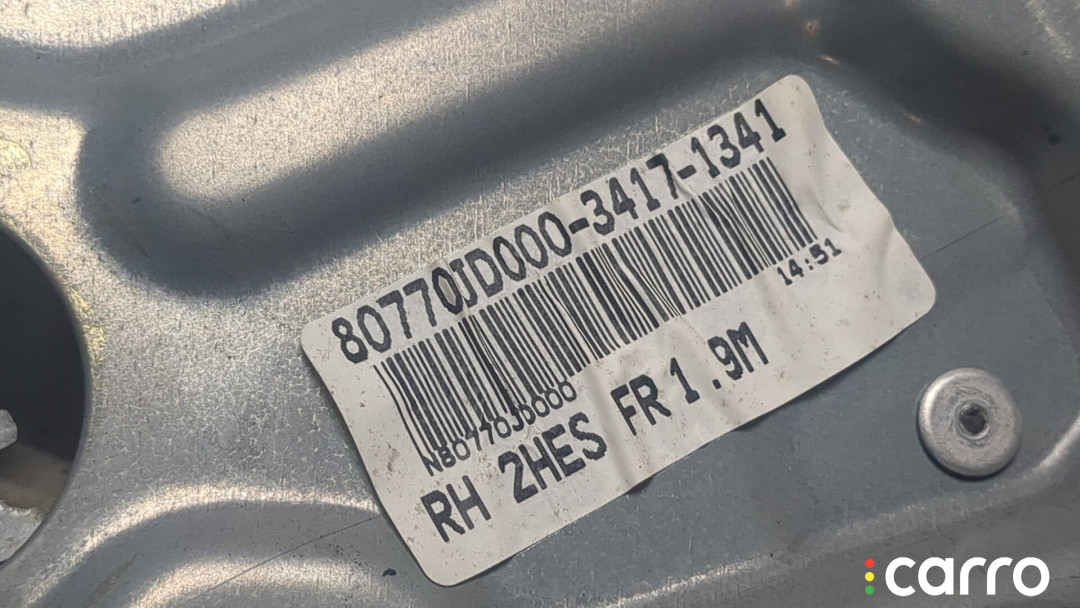 80770JD000-3417-1341
14:51
N80770JD000
RH 2HES FR 1.9M
carro